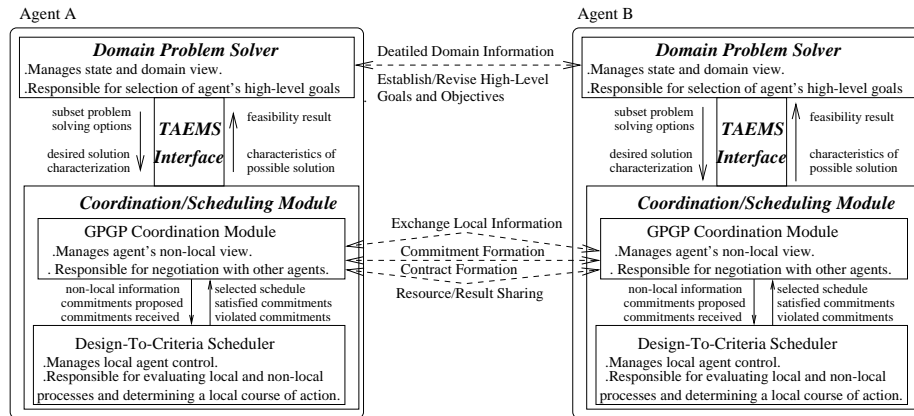 Agent A
Domain Problem Solver
.Manages state and domain view.
.Responsible for selection of agent's high-level goals
subset problem
solving options
desired solution
characterization
TAEMS
Interface
feasibility result
characteristics of
possible solution
Coordination/Scheduling Module
GPGP Coordination Module
.Manages agent's non-local view.
. Responsible for negotiation with other agents.
non-local information
commitments proposed
commitments received
selected schedule
satisfied commitments
violated commitments
Design-To-Criteria Scheduler
.Manages local agent control.
.Responsible for evaluating local and non-local
processes and determining a local course of action.
Deatiled Domain Information
Establish/Revise High-Level
Goals and Objectives
Exchange Local Information
Commitment Formation
Contract Formation
Resource/Result Sharing
Agent B
Domain Problem Solver
.Manages state and domain view.
.Responsible for selection of agent's high-level goals
subset problem
solving options
desired solution
characterization
TAEMS
Interface
feasibility result
characteristics of
possible solution
Coordination/Scheduling Module
GPGP Coordination Module
.Manages agent's non-local view.
. Responsible for negotiation with other agents.
non-local information
commitments proposed
commitments received
selected schedule
satisfied commitments
violated commitments
Design-To-Criteria Scheduler
.Manages local agent control.
.Responsible for evaluating local and non-local
processes and determining a local course of action.